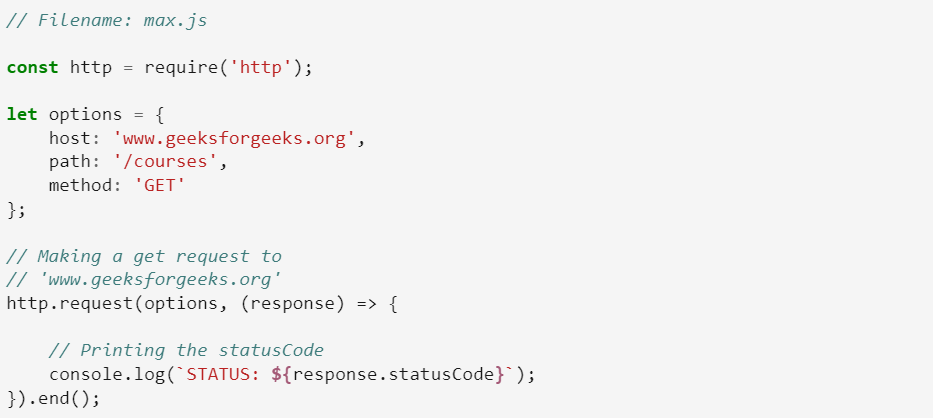 // Filename: max.js
const http = require('http');
let options = {
    host: 'www.geeksforgeeks.org',
    path: '/courses',
    method: 'GET'
};
// Making a get request to
// 'www.geeksforgeeks.org'
http.request(options, (response) => {
    // Printing the statusCode
    console.log(`STATUS: ${response.statusCode}`);
}).end();